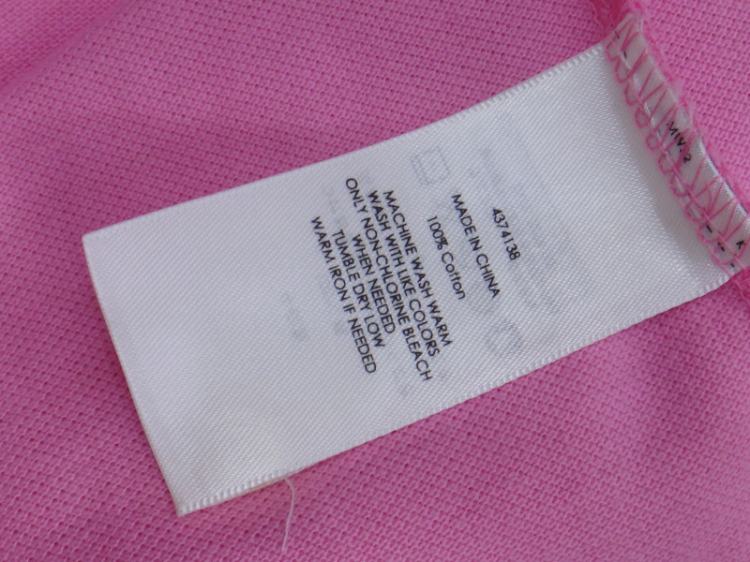 4374138
MADE IN CHINA
100% Cotton
MACHINE WASH WARM
WASH WITH LIKE COLORS
ONLY NON-CHLORINE BLEACH
WHEN NEEDED
TUMBLE DRY LOW
WARM IRON IF NEEDED